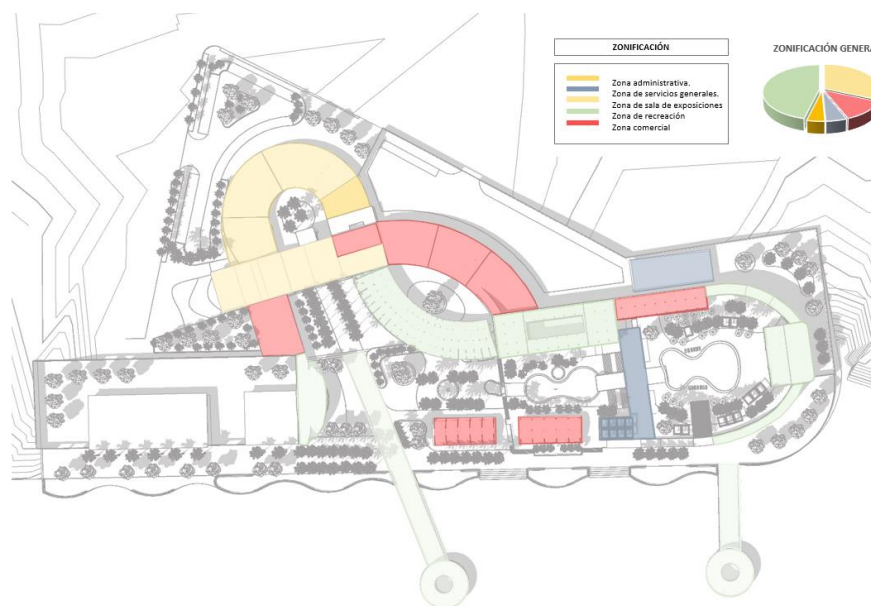 ZONIFICACIÓN
Zona administrativa.
Zona de servicios generales.
Zona de sala de exposiciones
Zona de recreación
Zona comercial
ZONIFICACIÓN GENERA